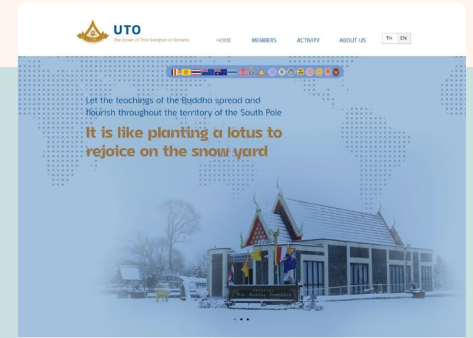 UTO
The Union of Thai Sanghas in Oceania
HOME
MEMBERS
ACTIVITY
ABOUT US
TH EN
Let the teachings of the Buddha spread and
flourish throughout the territory of the South Pole
It is like planting a lotus to
rejoice on the snow yard